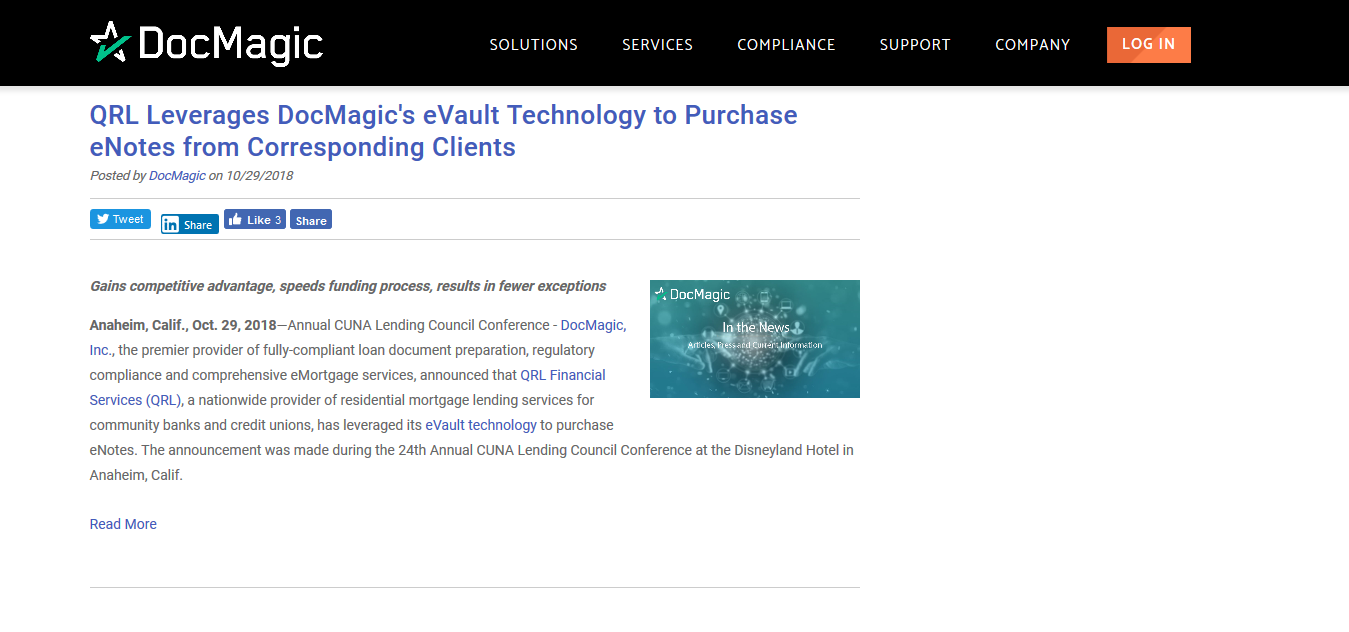 DocMagic
SOLUTIONS SERVICES COMPLIANCE SUPPORT COMPANY LOG IN
QRL Leverages DocMagic's eVault Technology to Purchase
eNotes from Corresponding Clients
Posted by DocMagic on 10/29/2018
Tweet Share Like 3 Share
Gains competitive advantage, speeds funding process, results in fewer exceptions
DocMagic
In the News
Articles, Press and Current Information
Anaheim, Calif., Oct. 29, 2018—Annual CUNA Lending Council Conference - DocMagic,
Inc., the premier provider of fully-compliant loan document preparation, regulatory
compliance and comprehensive eMortgage services, announced that QRL Financial
Services (QRL), a nationwide provider of residential mortgage lending services for
community banks and credit unions, has leveraged its eVault technology to purchase
eNotes. The announcement was made during the 24th Annual CUNA Lending Council Conference at the Disneyland Hotel in
Anaheim, Calif.
Read More